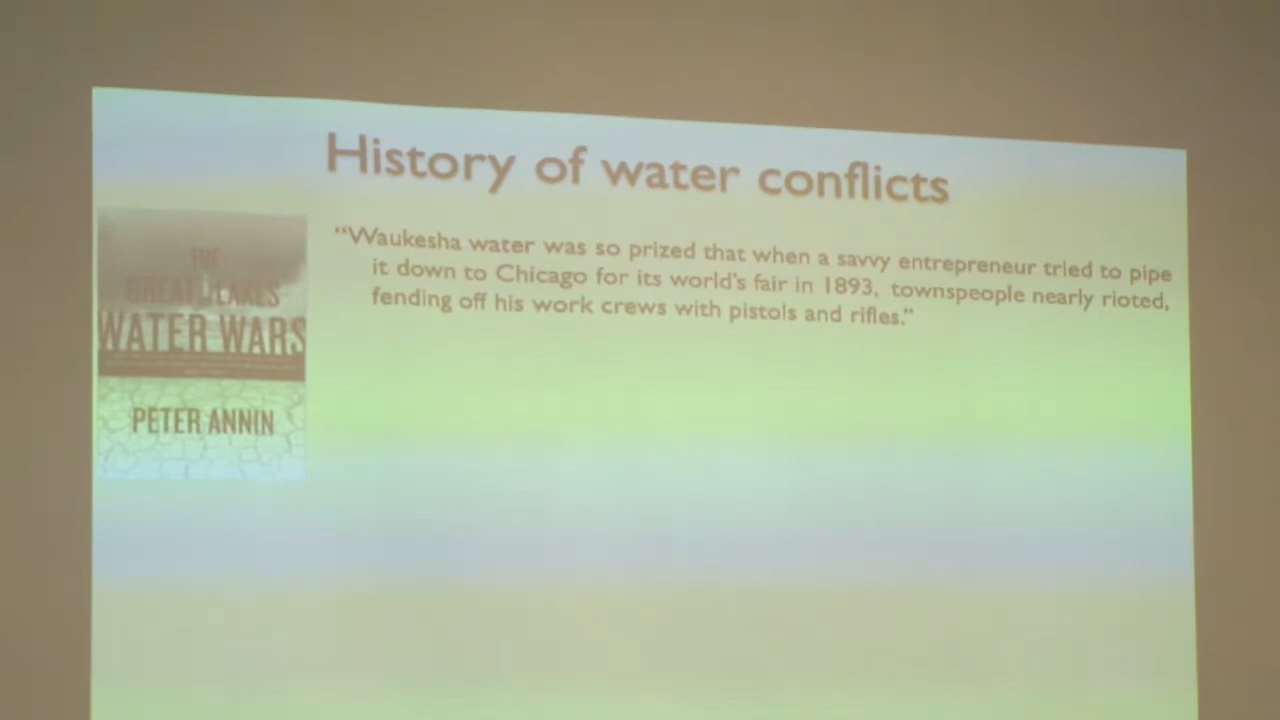 History of water conflicts
“Waukesha water was so prized that when a savvy entrepreneur tried to pipe
it down to Chicago for its world's fair in 1893, townspeople nearly rioted,
fending off his work crews with pistols and rifles.”
THE
GREAT LAKES
WATER WARS
PETER ANNIN